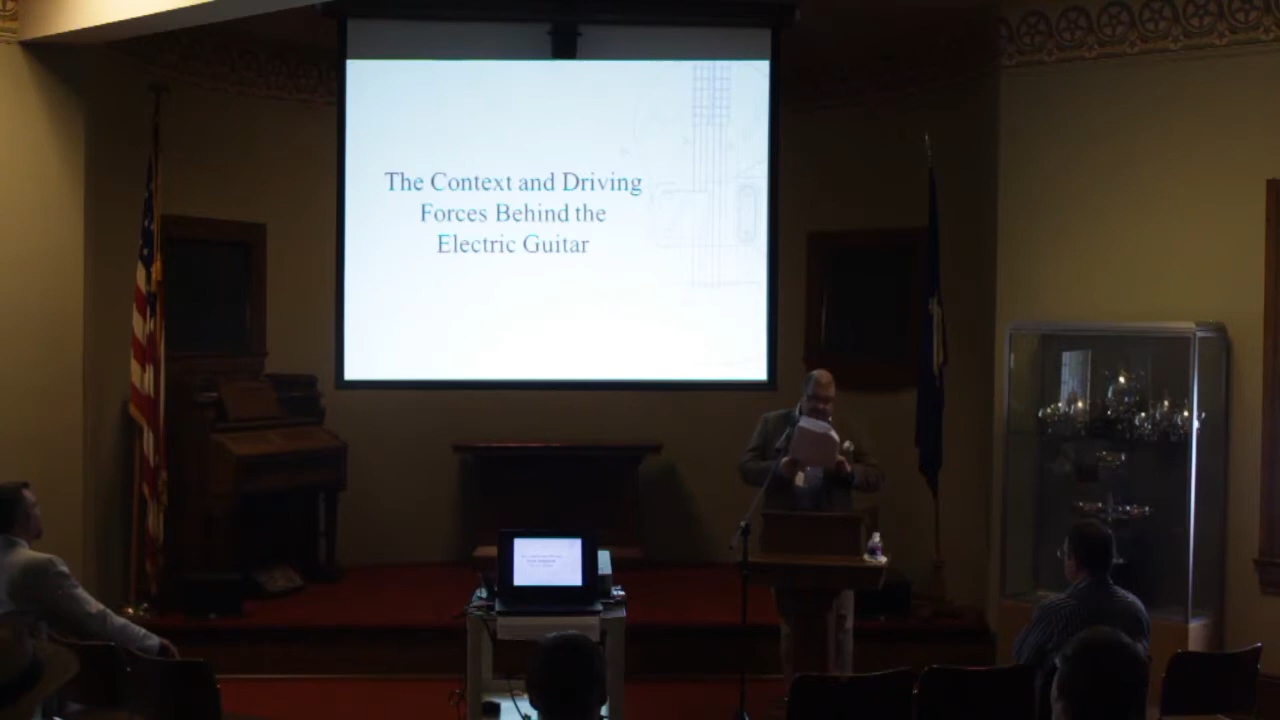 The Context and Driving
Forces Behind the
Electric Guitar